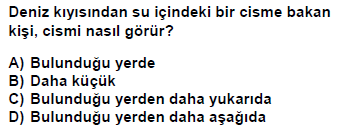 Deniz kıyısından su içindeki bir cisme bakan
kişi, cismi nasıl görür?
A) Bulunduğu yerde
B) Daha küçük
C) Bulunduğu yerden daha yukarıda
D) Bulunduğu yerden daha aşağıda